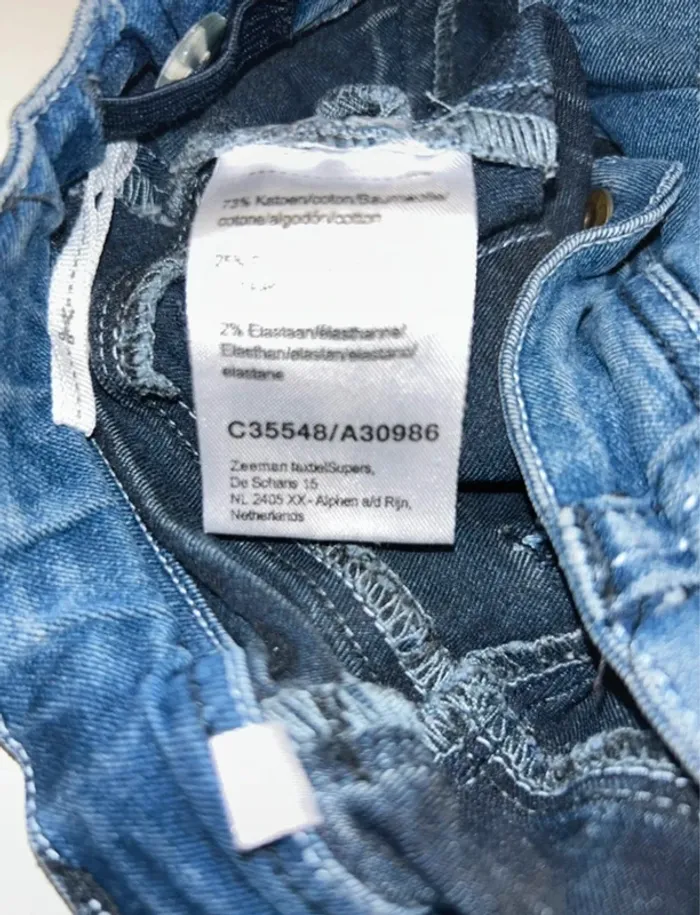 73% Katoen/coton/Baumwolle/
cotone/algodón/cotton
2% Elastaan/élasthanne/
Elasthan/elastan/elastano/
elastane
C35548/A30986
Zeeman textielSupers,
De Schans 15
NL 2405 XX - Alphen a/d Rijn,
Netherlands